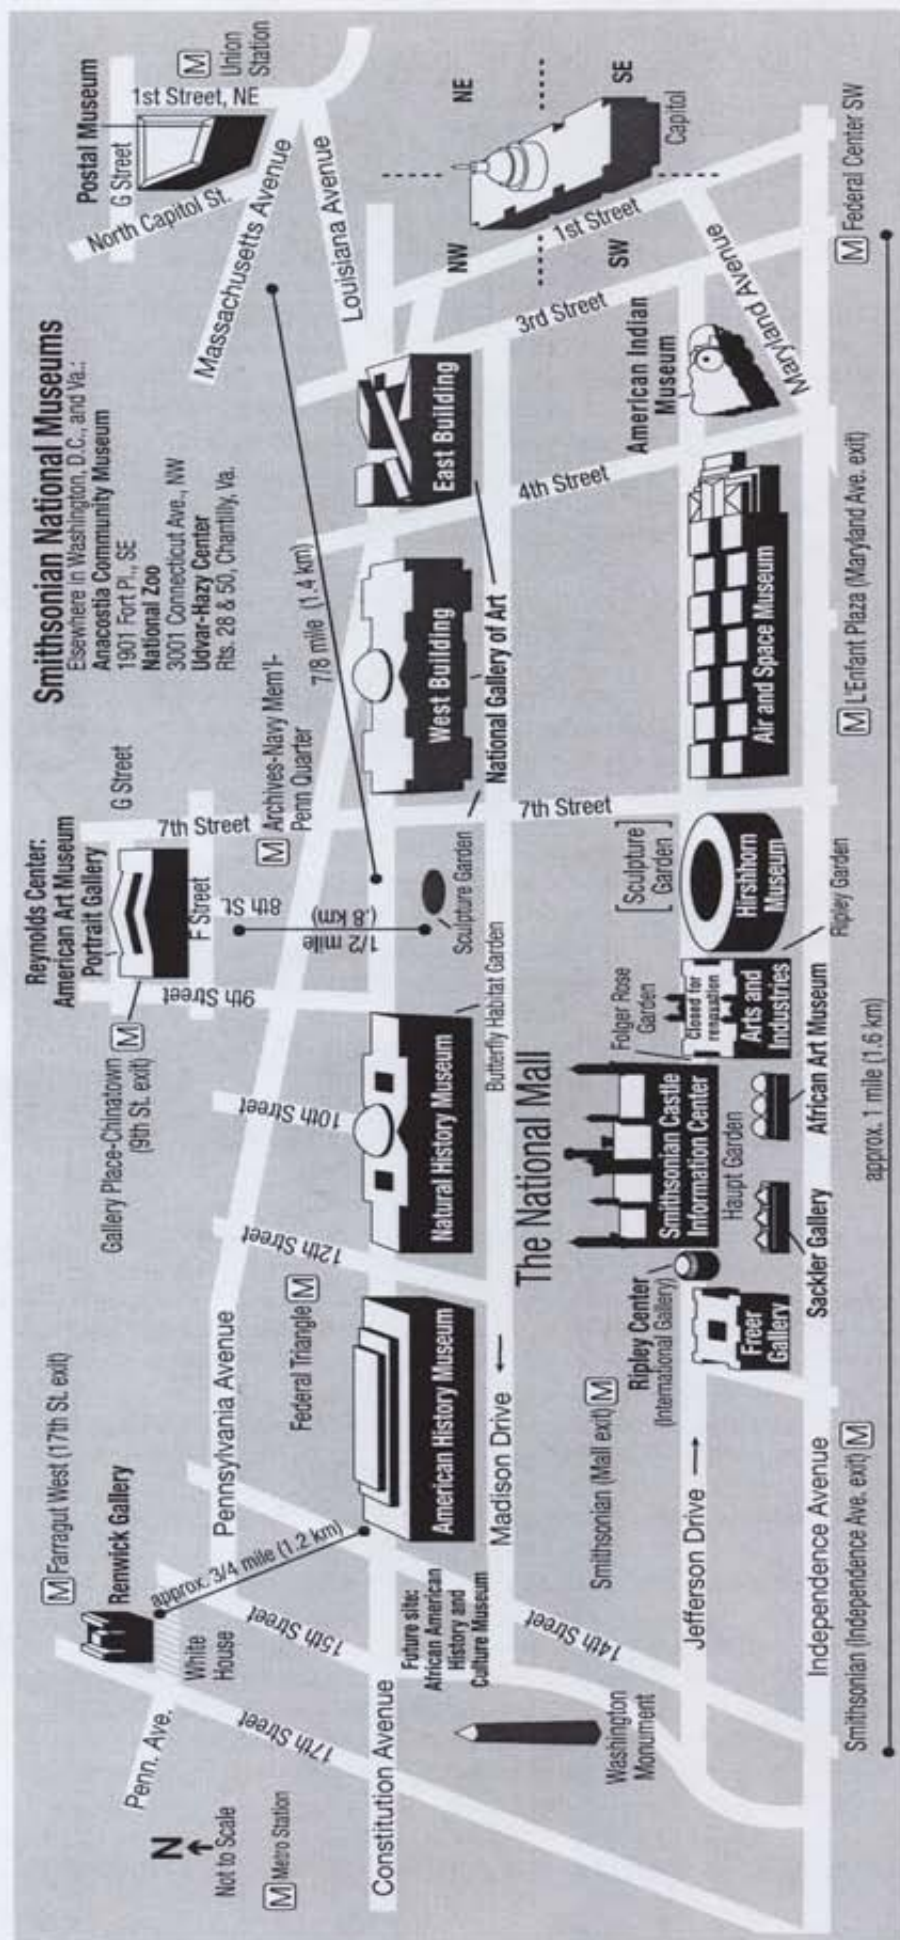 Smithsonian National Museums
Elsewhere in Washington, D.C., and Va.:
Anacostia Community Museum
1901 Fort Pl., SE
National Zoo
3001 Connecticut Ave., NW
Udvar-Hazy Center
Rts. 28 & 50, Chantilly, Va.
M Farragut West (17th St. exit)
Renwick Gallery
Penn. Ave.
White
House
N
Not to Scale
M Metro Station
17th Street
15th Street
approx. 3/4 mile (1.2 km)
Pennsylvania Avenue
Gallery Place-Chinatown M
(9th St. exit)
Reynolds Center:
American Art Museum
Portrait Gallery
G Street
F Street
7th Street
8th St.
9th Street
10th Street
12th Street
1/2 mile
(.8 km)
M Archives-Navy Mem'l-
Penn Quarter
7/8 mile (1.4 km)
Postal Museum
G Street
M Union
Station
1st Street, NE
North Capitol St.
Massachusetts Avenue
Louisiana Avenue
Federal Triangle M
Constitution Avenue
Future site:
African American
History and
Culture Museum
American History Museum
Natural History Museum
Butterfly Habitat Garden
Sculpture Garden
West Building
East Building
National Gallery of Art
NE
NW
SE
SW
Capitol
1st Street
3rd Street
4th Street
7th Street
14th Street
Madison Drive
The National Mall
Washington
Monument
Smithsonian (Mall exit) M
Jefferson Drive
Ripley Center
(International Gallery)
Freer
Gallery
Smithsonian Castle
Information Center
Haupt Garden
Folger Rose
Garden
Closed for
renovation
Arts and
Industries
[Sculpture
Garden]
Hirshhorn
Museum
Air and Space Museum
American Indian
Museum
Maryland Avenue
Independence Avenue
Sackler Gallery
African Art Museum
Ripley Garden
Smithsonian (Independence Ave. exit) M
M L'Enfant Plaza (Maryland Ave. exit)
M Federal Center SW
approx. 1 mile (1.6 km)